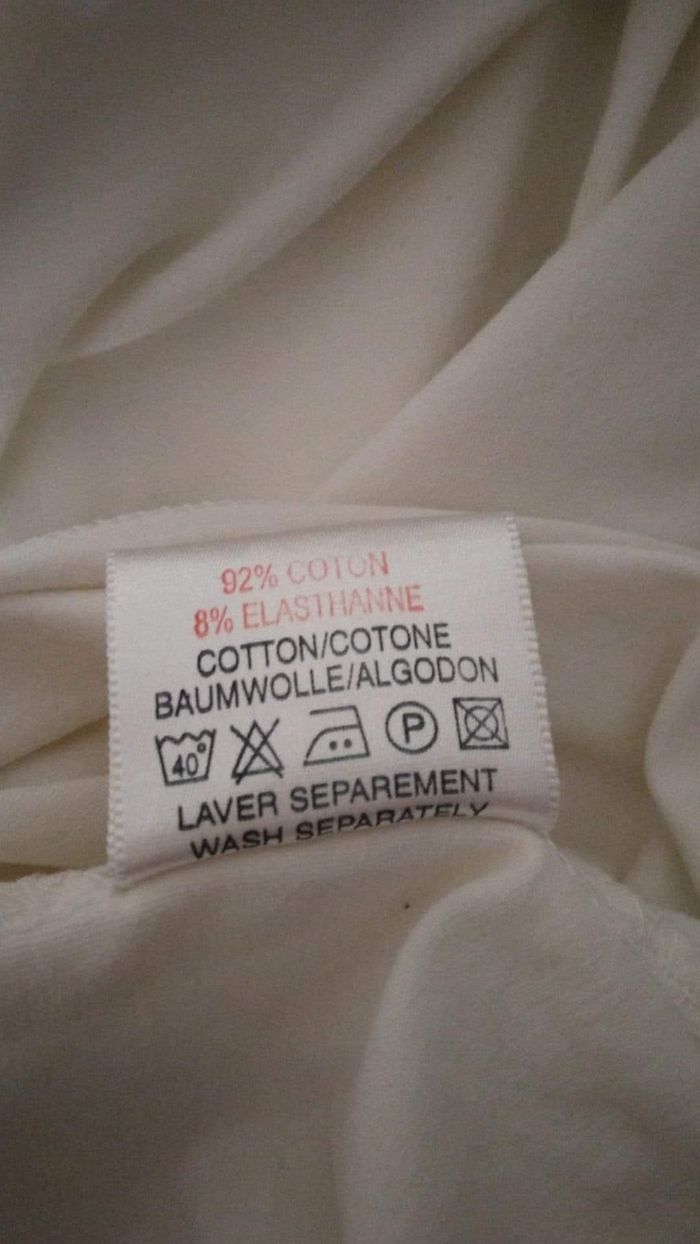 92% COTON
8% ELASTHANNE
COTTON/COTONE
BAUMWOLLE/ALGODON
40° P
LAVER SEPAREMENT
WASH SEPARATELY